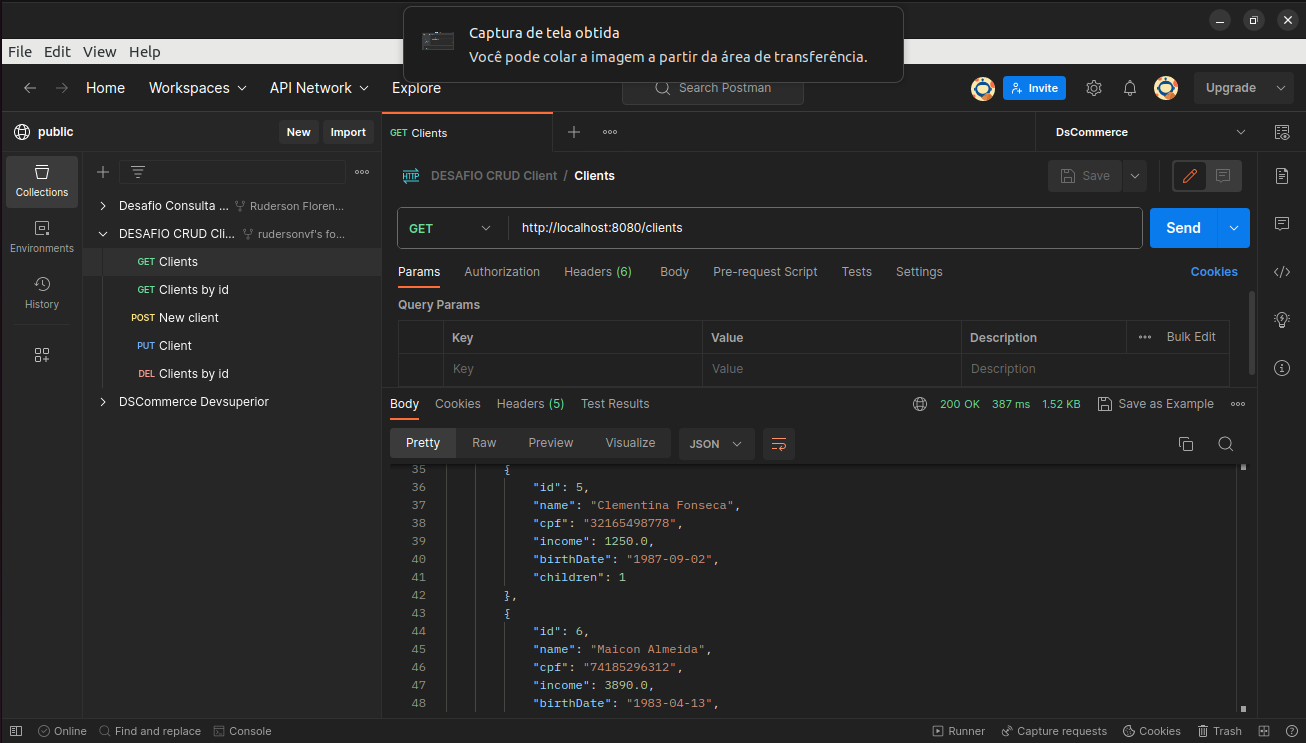 Captura de tela obtida
Você pode colar a imagem a partir da área de transferência.
File Edit View Help
Home Workspaces API Network Explore Search Postman Invite Upgrade
public New Import GET Clients DsCommerce
Collections
Environments
History
Desafio Consulta ... Ruderson Floren...
DESAFIO CRUD Cli... rudersonvf's fo...
GET Clients
GET Clients by id
POST New client
PUT Client
DEL Clients by id
DSCommerce Devsuperior
HTTP DESAFIO CRUD Client / Clients Save
GET http://localhost:8080/clients Send
Params Authorization Headers (6) Body Pre-request Script Tests Settings Cookies
Query Params
Key Value Description Bulk Edit
Key Value Description
Body Cookies Headers (5) Test Results 200 OK 387 ms 1.52 KB Save as Example
Pretty Raw Preview Visualize JSON
35 {
36 "id": 5,
37 "name": "Clementina Fonseca",
38 "cpf": "32165498778",
39 "income": 1250.0,
40 "birthDate": "1987-09-02",
41 "children": 1
42 },
43 {
44 "id": 6,
45 "name": "Maicon Almeida",
46 "cpf": "74185296312",
47 "income": 3890.0,
48 "birthDate": "1983-04-13",
Online Find and replace Console Runner Capture requests Cookies Trash